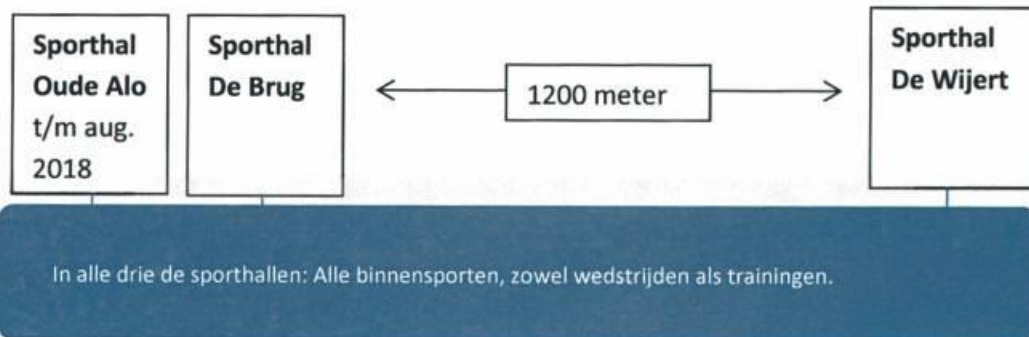 Sporthal
Oude Alo
t/m aug.
2018
Sporthal
De Brug
1200 meter
Sporthal
De Wijert
In alle drie de sporthallen: Alle binnensporten, zowel wedstrijden als trainingen.